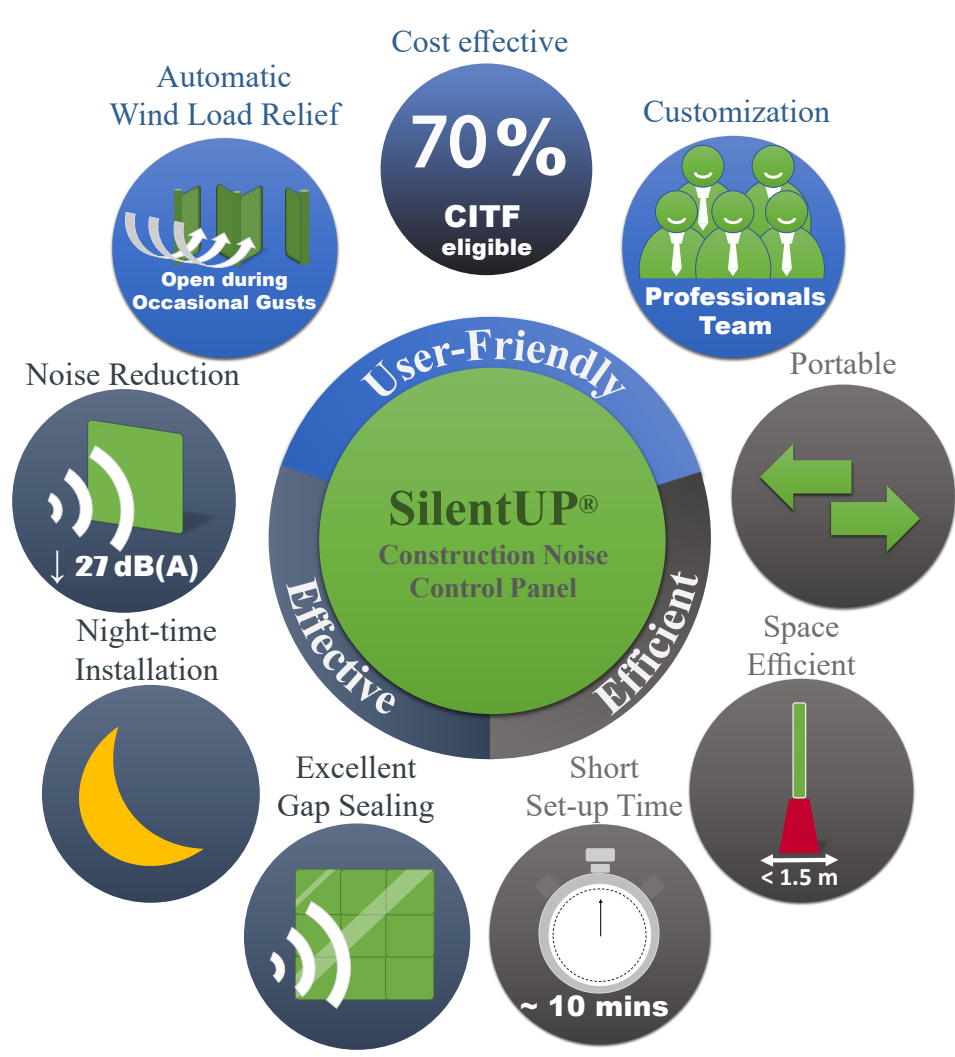 Cost effective
70%
CITF
eligible
Automatic
Wind Load Relief
Open during
Occasional Gusts
Customization
Professionals
Team
Noise Reduction
↓ 27 dB(A)
Portable
User-Friendly
SilentUP®
Construction Noise
Control Panel
Effective
Efficient
Night-time
Installation
Space
Efficient
< 1.5 m
Excellent
Gap Sealing
Short
Set-up Time
~ 10 mins